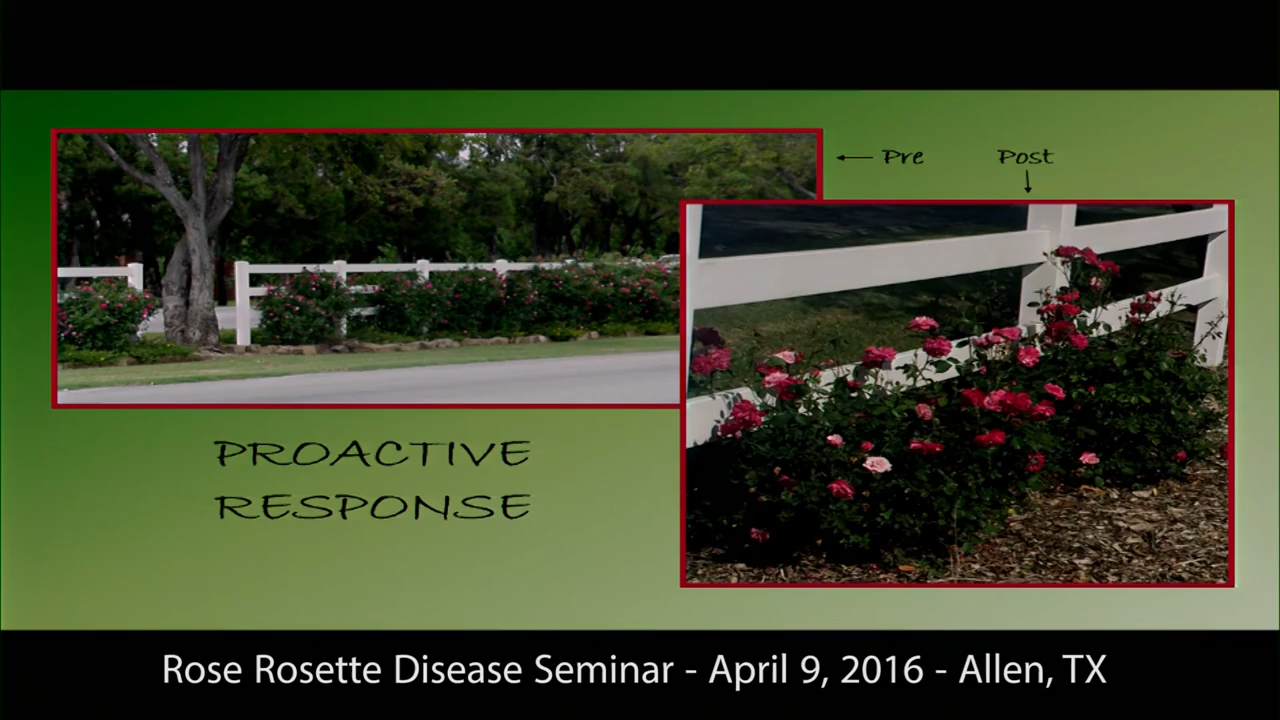 Pre
Post
PROACTIVE
RESPONSE
Rose Rosette Disease Seminar - April 9, 2016 - Allen, TX